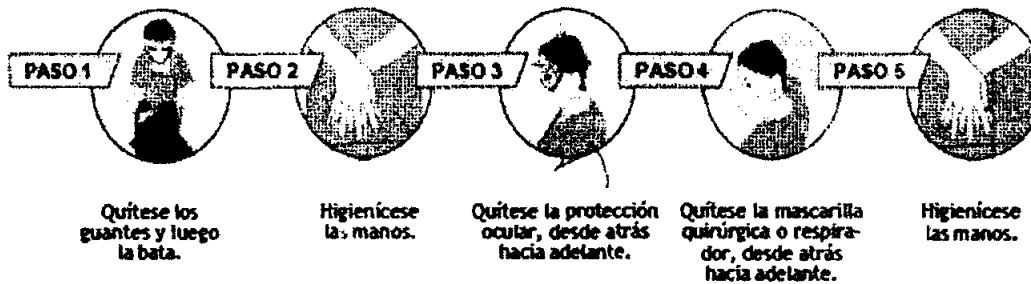 PASO 1
PASO 2
PASO 3
PASO 4
PASO 5
Quítese los
guantes y luego
la bata.
Higienícese
las manos.
Quítese la protección
ocular, desde atrás
hacia adelante.
Quítese la mascarilla
quirúrgica o respira-
dor, desde atrás
hacia adelante.
Higienícese
las manos.